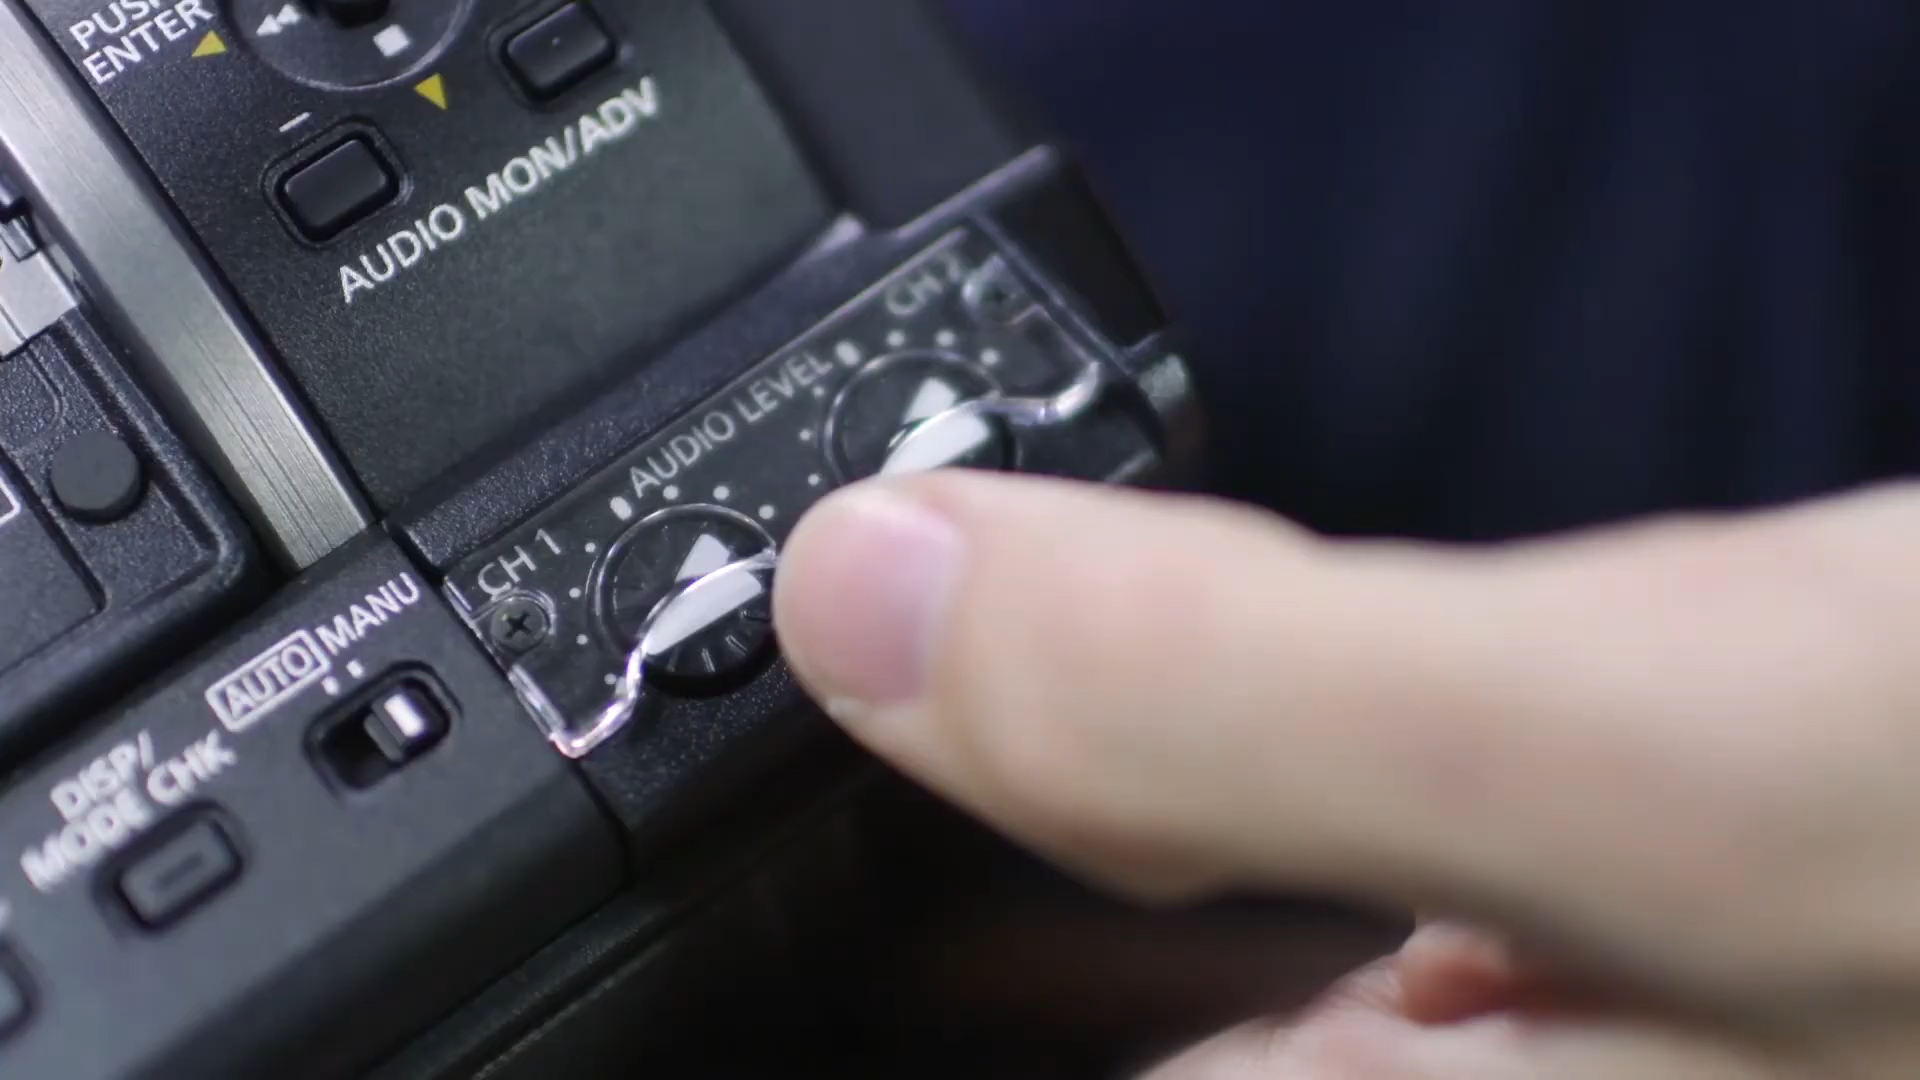 PUSH
ENTER
AUDIO MON/ADV
CH 2
AUDIO LEVEL
CH 1
AUTO MANU
DISP/
MODE CHK